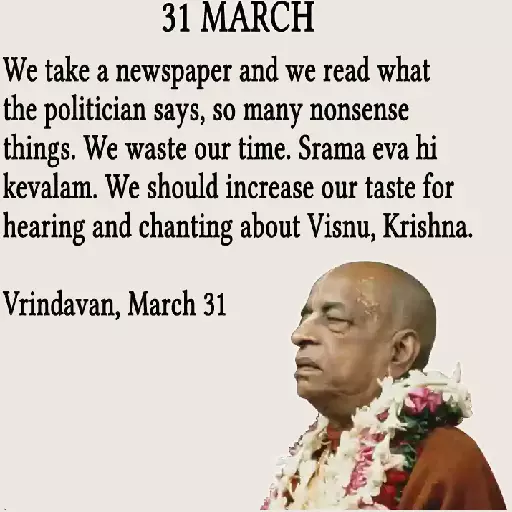 31 MARCH
We take a newspaper and we read what
the politician says, so many nonsense
things. We waste our time. Srama eva hi
kevalam. We should increase our taste for
hearing and chanting about Visnu, Krishna.
Vrindavan, March 31